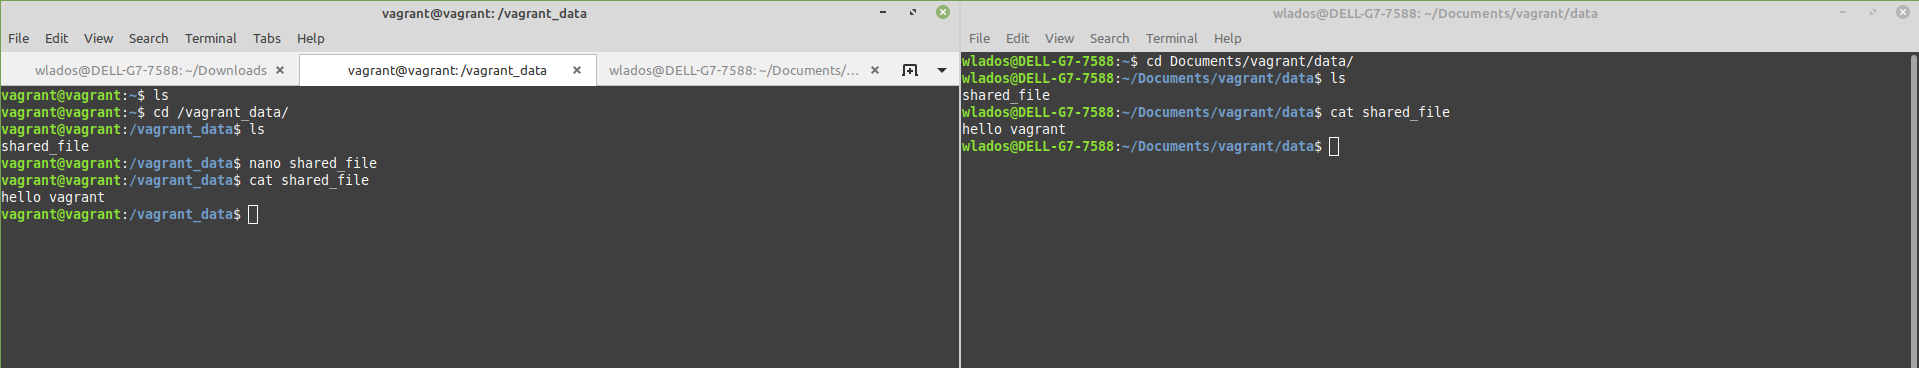 vagrant@vagrant: /vagrant_data
File Edit View Search Terminal Tabs Help
wlados@DELL-G7-7588: ~/Downloads
vagrant@vagrant: /vagrant_data
wlados@DELL-G7-7588: ~/Documents/...
vagrant@vagrant:~$ ls
vagrant@vagrant:~$ cd /vagrant_data/
vagrant@vagrant:/vagrant_data$ ls
shared_file
vagrant@vagrant:/vagrant_data$ nano shared_file
vagrant@vagrant:/vagrant_data$ cat shared_file
hello vagrant
vagrant@vagrant:/vagrant_data$
wlados@DELL-G7-7588: ~/Documents/vagrant/data
File Edit View Search Terminal Help
wlados@DELL-G7-7588:~$ cd Documents/vagrant/data/
wlados@DELL-G7-7588:~/Documents/vagrant/data$ ls
shared_file
wlados@DELL-G7-7588:~/Documents/vagrant/data$ cat shared_file
hello vagrant
wlados@DELL-G7-7588:~/Documents/vagrant/data$